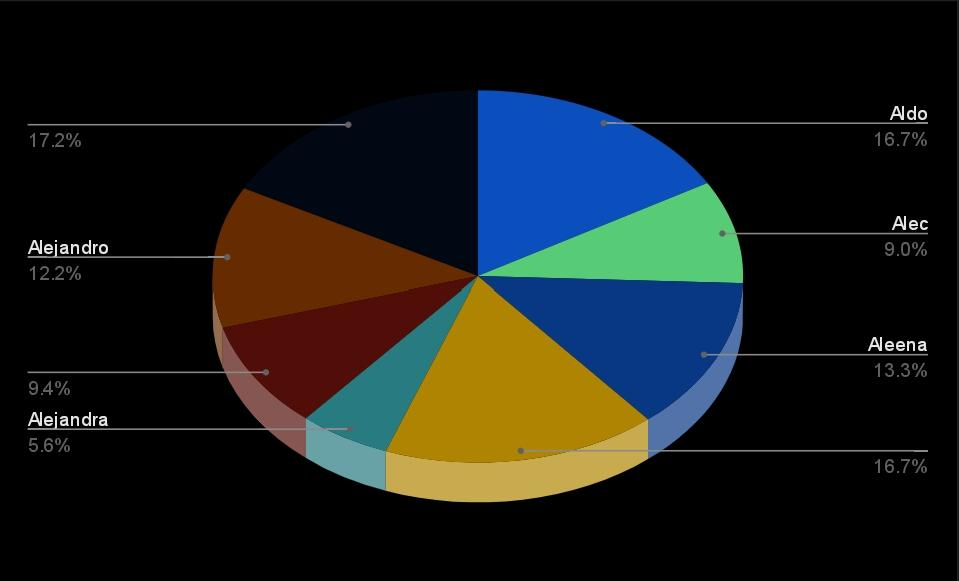 Aldo
16.7%
17.2%
Alec
9.0%
Alejandro
12.2%
Aleena
13.3%
9.4%
Alejandra
5.6%
16.7%